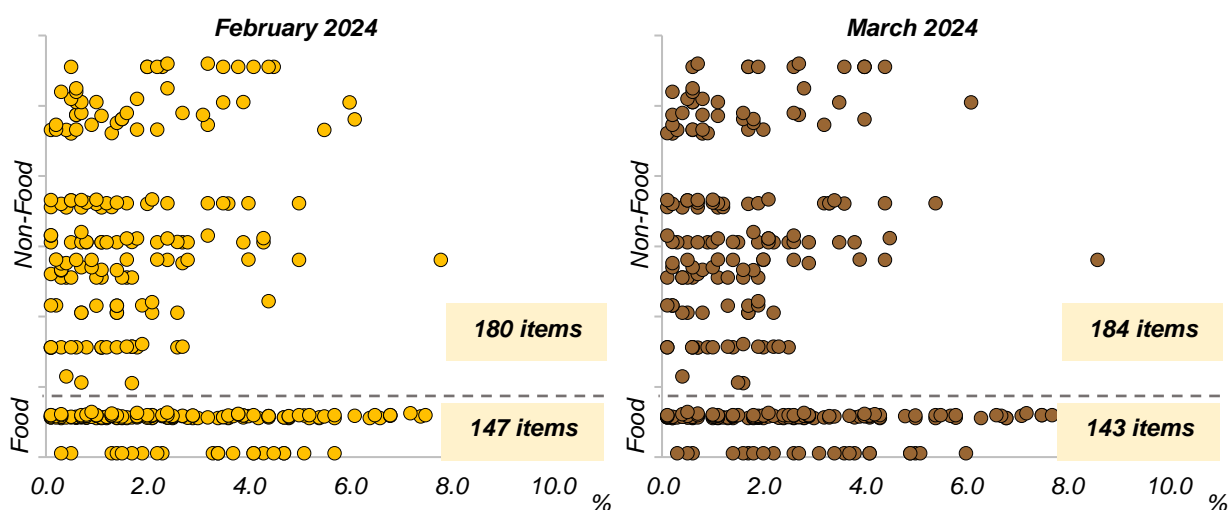 February 2024
Non-Food
Food
180 items
147 items
0.0 2.0 4.0 6.0 8.0 10.0 %
March 2024
Non-Food
Food
184 items
143 items
0.0 2.0 4.0 6.0 8.0 10.0 %